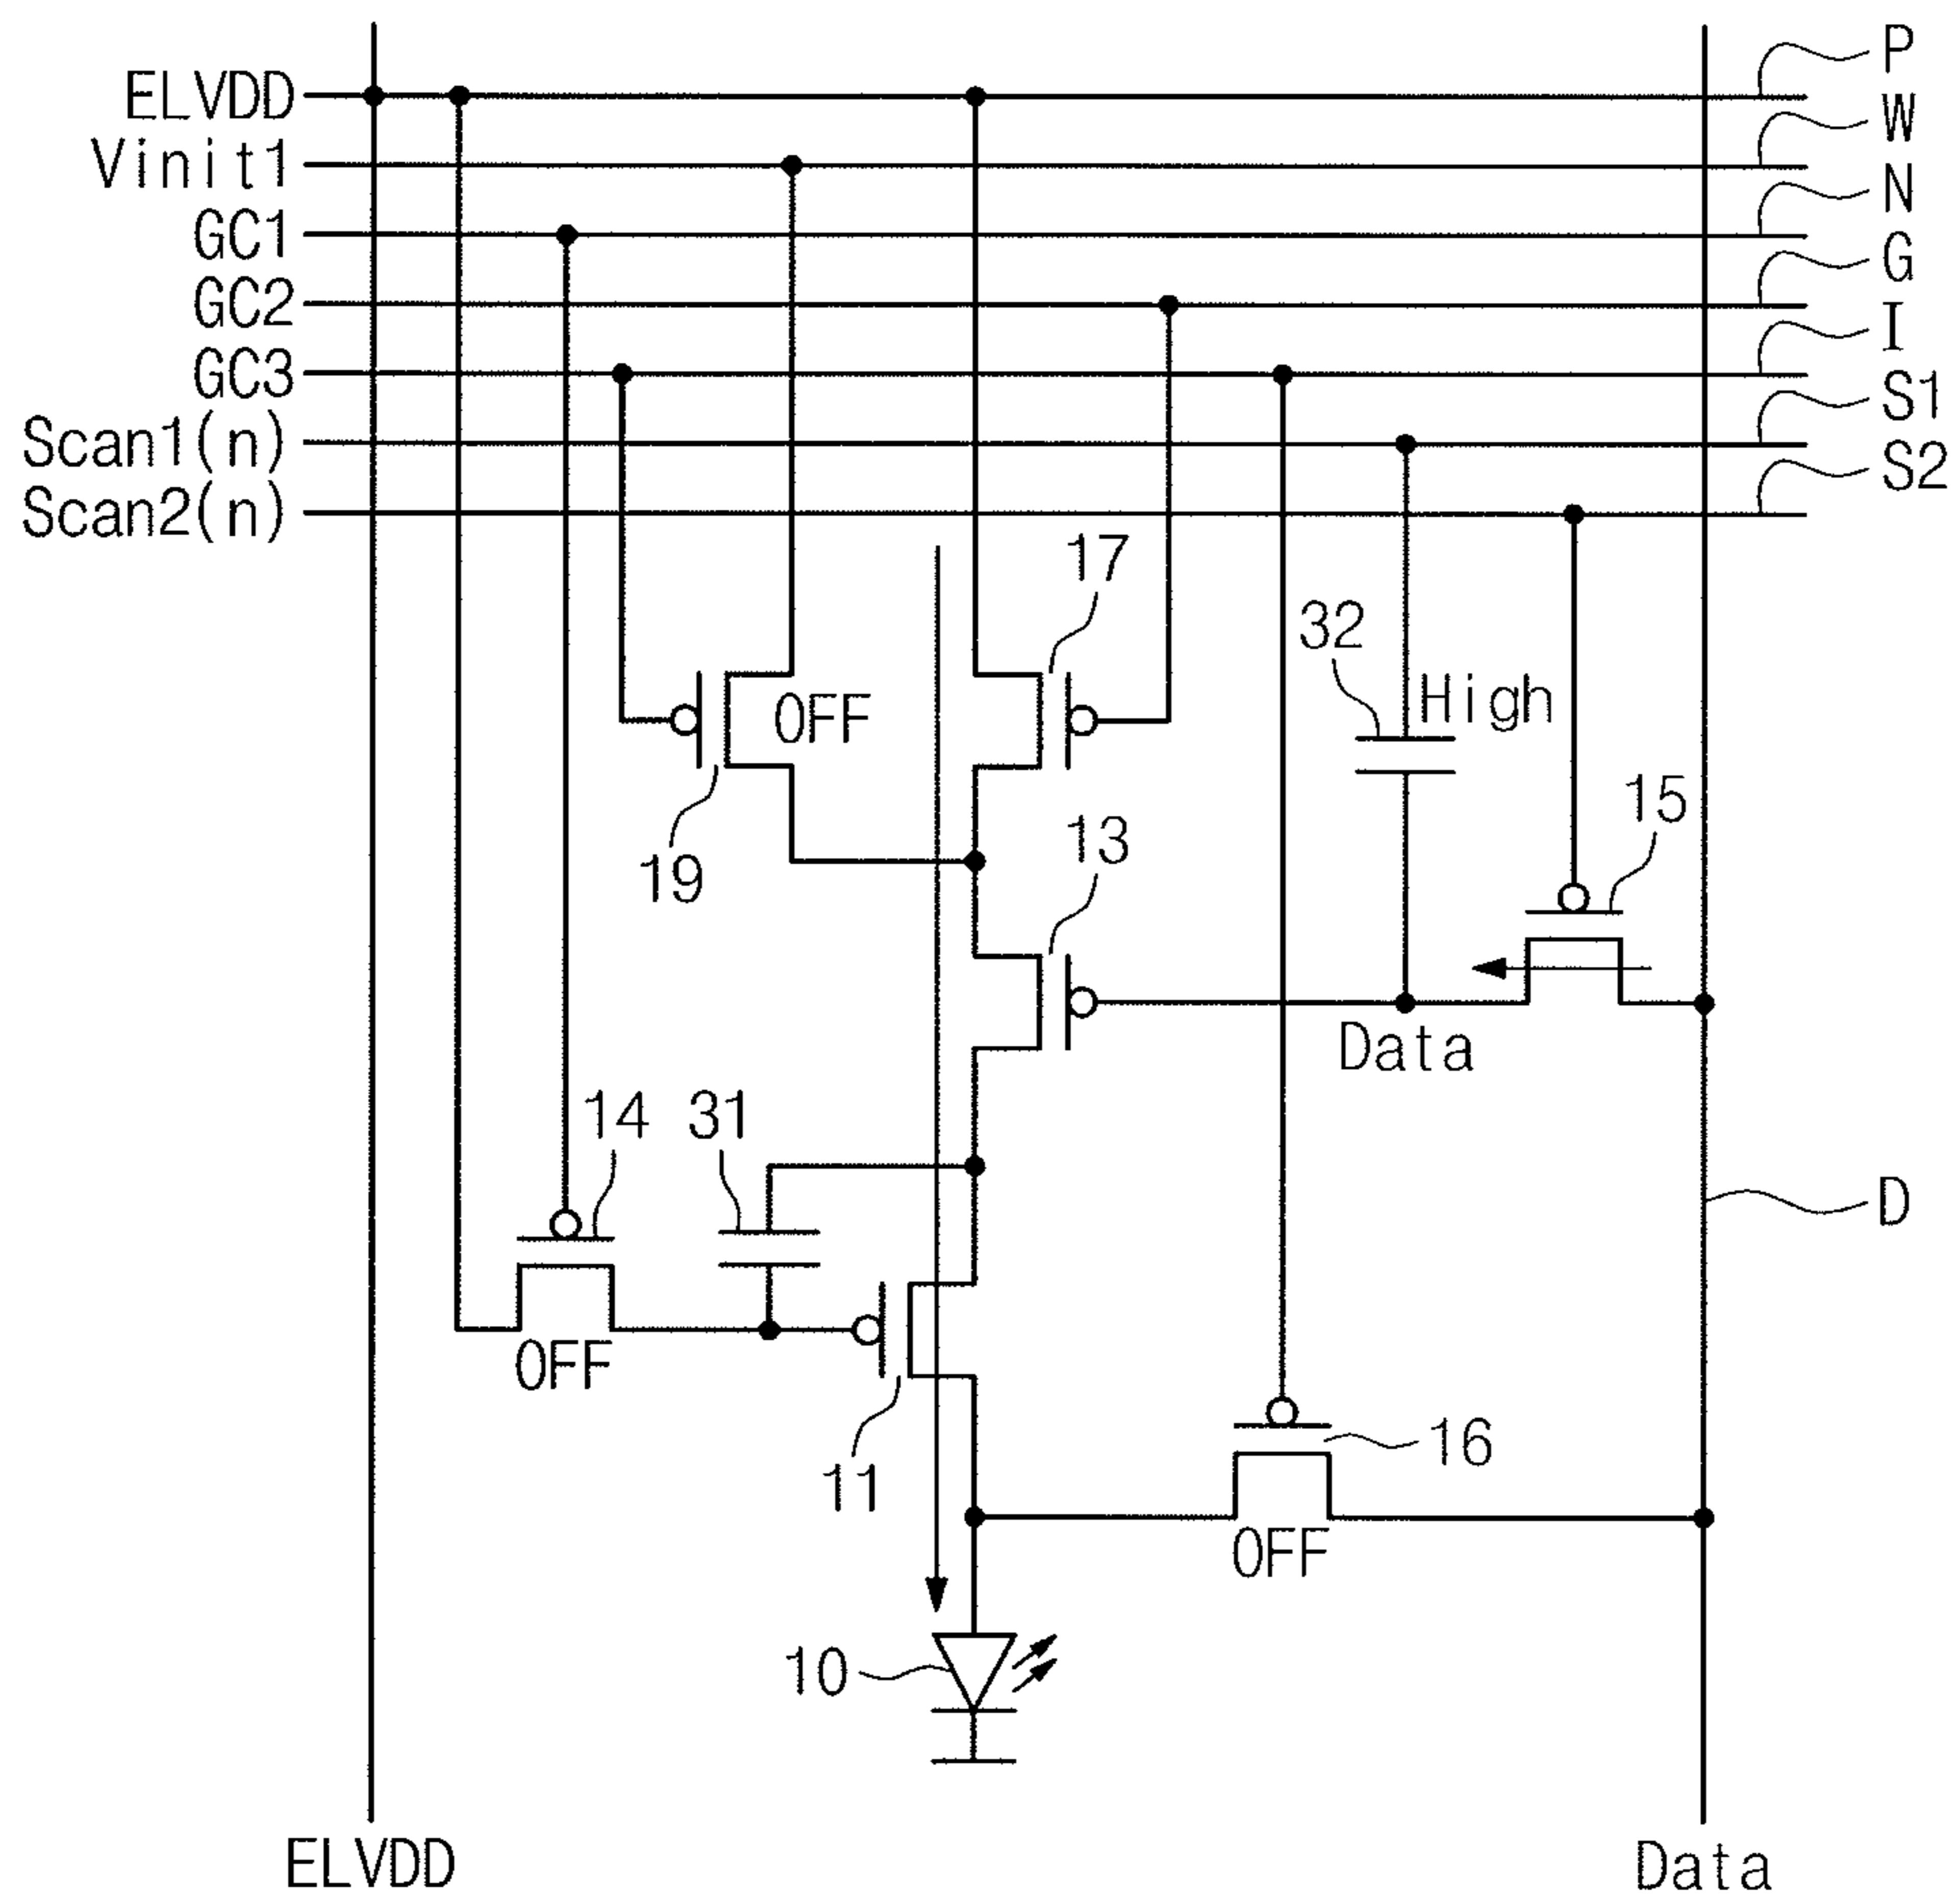 P
ELVDD
W
Vinit1
N
GC1
G
GC2
I
GC3
S1
Scan1(n)
S2
Scan2(n)
17
32
High
OFF
15
13
19
Data
14
31
D
OFF
16
11
OFF
10
ELVDD
Data